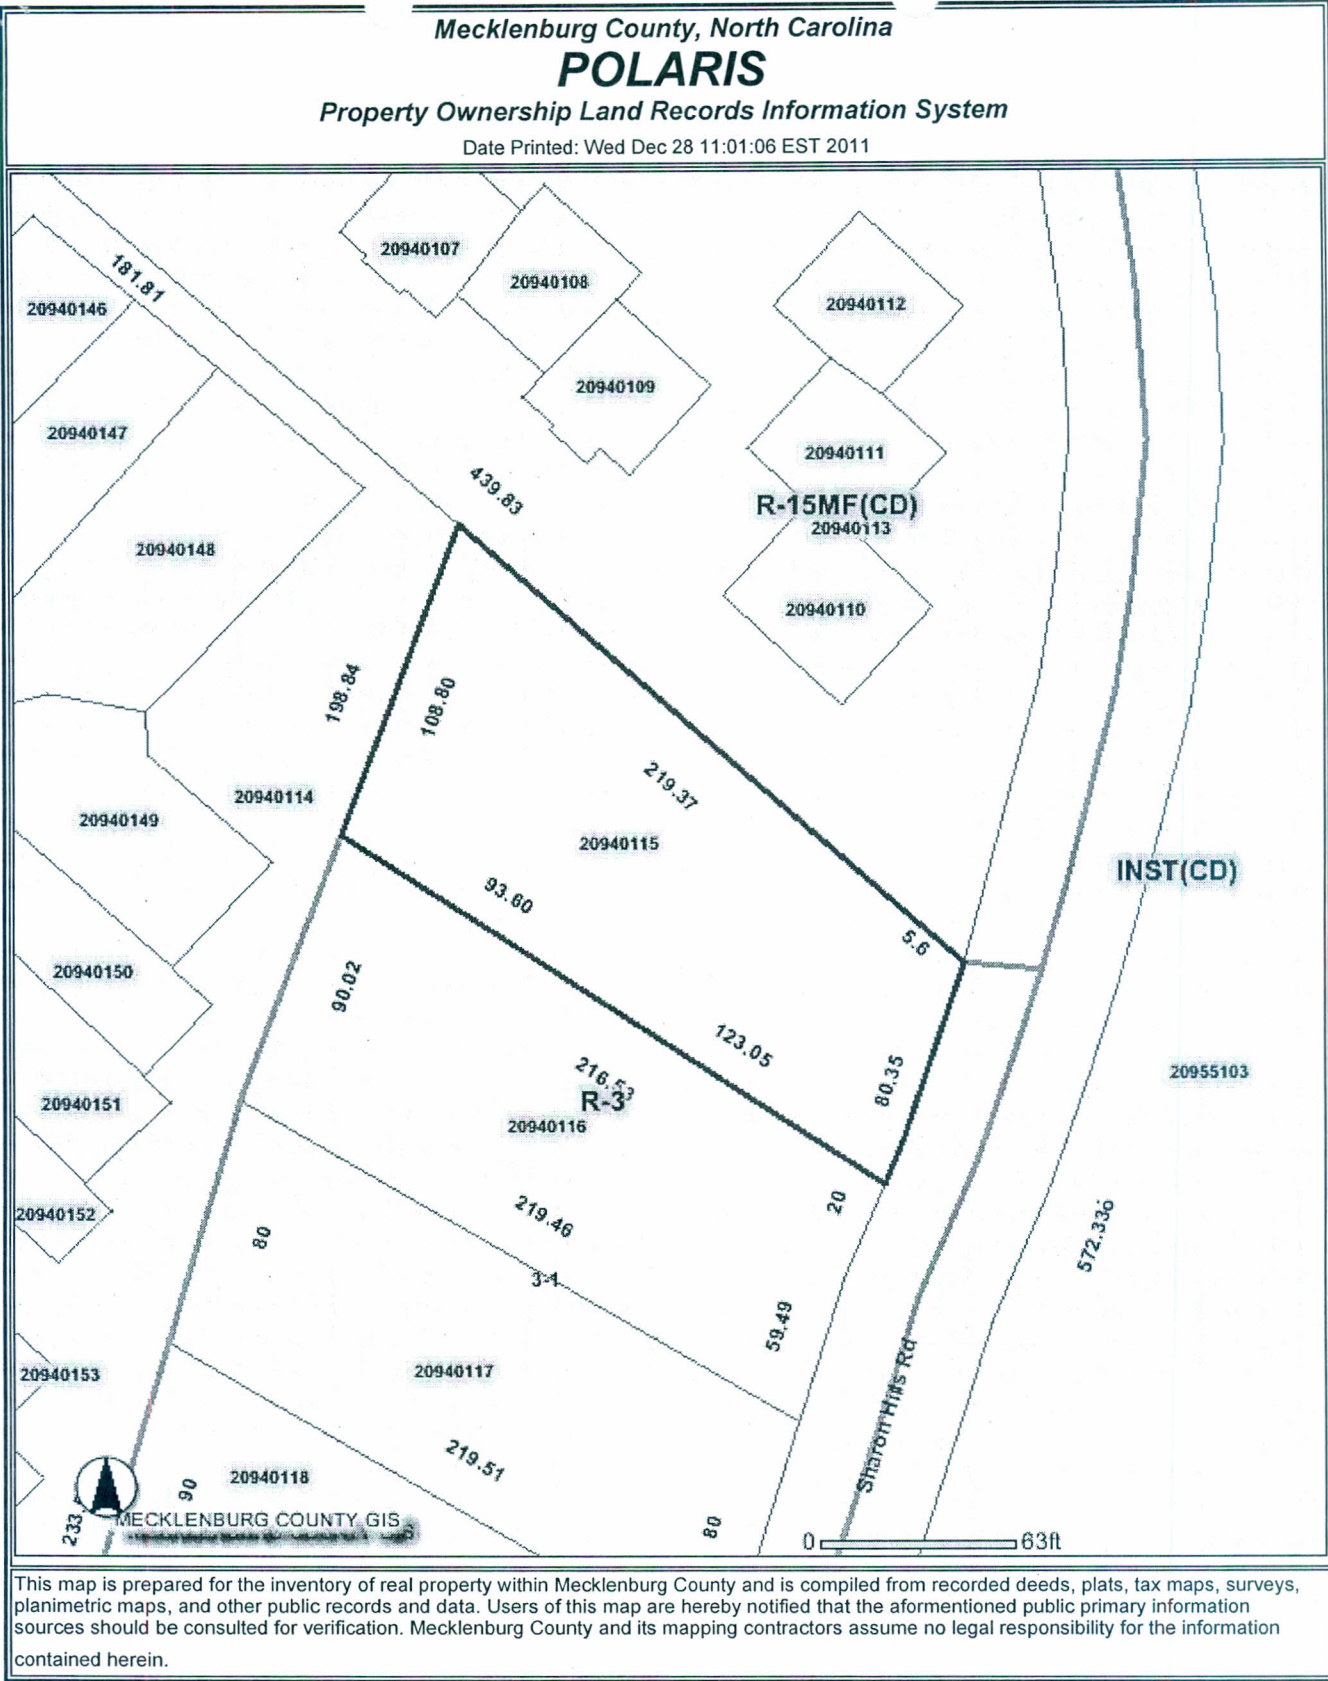 Mecklenburg County, North Carolina
POLARIS
Property Ownership Land Records Information System
Date Printed: Wed Dec 28 11:01:06 EST 2011
20940107
181.81
20940108
20940146
20940112
20940109
20940147
20940111
439.83
R-15MF(CD)
20940113
20940148
20940110
198.84
108.80
219.37
20940114
20940149
20940115
INST(CD)
93.60
5.6
20940150
90.02
123.05
20955103
80.35
216.53
R-3
20940151
20940116
20940152
219.46
20
80
572.336
3-A
59.49
20940153
20940117
Sharon Hills Rd
219.51
20940118
90
MECKLENBURG COUNTY GIS
233.
80
0 63ft
This map is prepared for the inventory of real property within Mecklenburg County and is compiled from recorded deeds, plats, tax maps, surveys,
planimetric maps, and other public records and data. Users of this map are hereby notified that the aformentioned public primary information
sources should be consulted for verification. Mecklenburg County and its mapping contractors assume no legal responsibility for the information
contained herein.